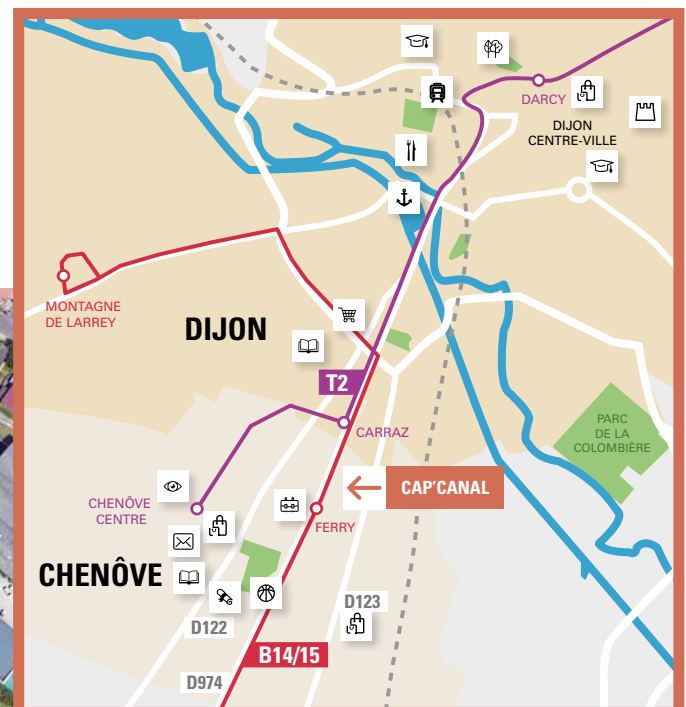 DARCY
DIJON
CENTRE-VILLE
MONTAGNE
DE LARREY
DIJON
T2
CARRAZ
PARC
DE LA
COLOMBIÈRE
CHENÔVE
CENTRE
CAP'CANAL
FERRY
CHENÔVE
D122
D123
B14/15
D974